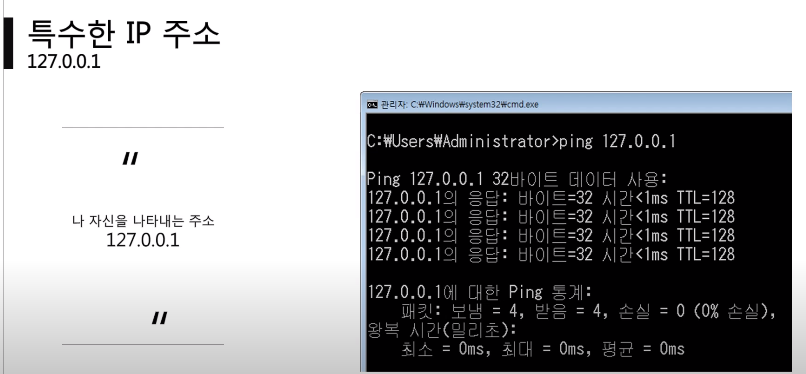 특수한 IP 주소
127.0.0.1
"
나 자신을 나타내는 주소
127.0.0.1
"
관리자: C:₩Windows₩system32₩cmd.exe
C:₩Users₩Administrator>ping 127.0.0.1
Ping 127.0.0.1 32바이트 데이터 사용:
127.0.0.1의 응답: 바이트=32 시간<1ms TTL=128
127.0.0.1의 응답: 바이트=32 시간<1ms TTL=128
127.0.0.1의 응답: 바이트=32 시간<1ms TTL=128
127.0.0.1의 응답: 바이트=32 시간<1ms TTL=128
127.0.0.1에 대한 Ping 통계:
패킷: 보냄 = 4, 받음 = 4, 손실 = 0 (0% 손실),
왕복 시간(밀리초):
최소 = 0ms, 최대 = 0ms, 평균 = 0ms